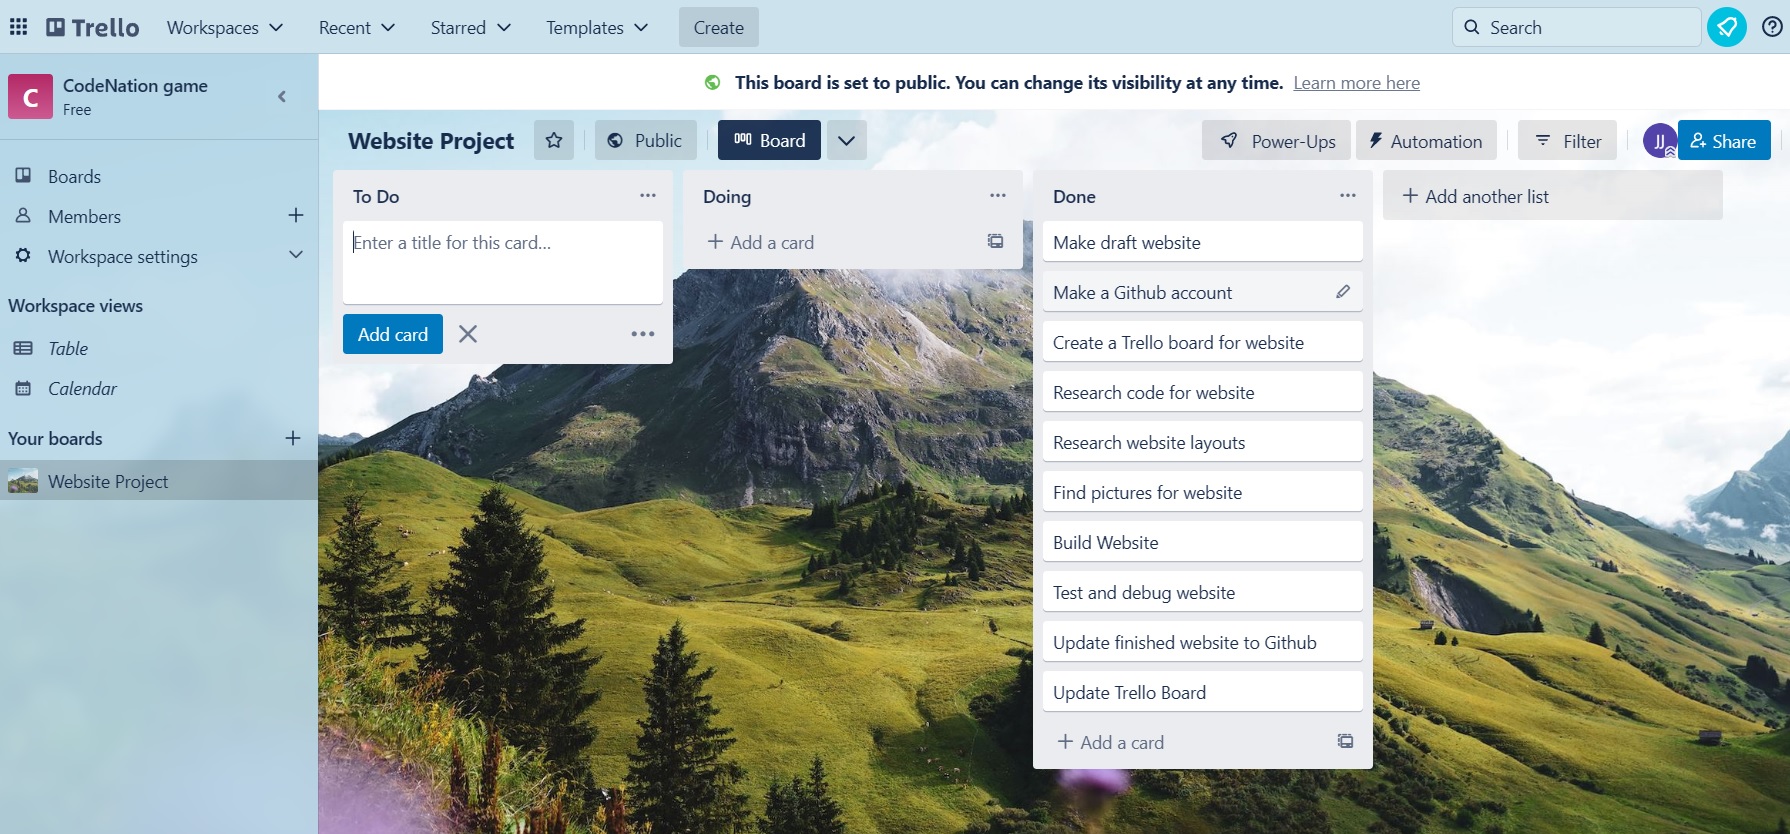 Trello
Workspaces
Recent
Starred
Templates
Create
Search
C
CodeNation game
Free
This board is set to public. You can change its visibility at any time. Learn more here
Website Project
Public
Board
Power-Ups
Automation
Filter
JJ
Share
Boards
Members
Workspace settings
Workspace views
Table
Calendar
Your boards
Website Project
To Do
Enter a title for this card...
Add card
Doing
Add a card
Done
Make draft website
Make a Github account
Create a Trello board for website
Research code for website
Research website layouts
Find pictures for website
Build Website
Test and debug website
Update finished website to Github
Update Trello Board
Add a card
Add another list